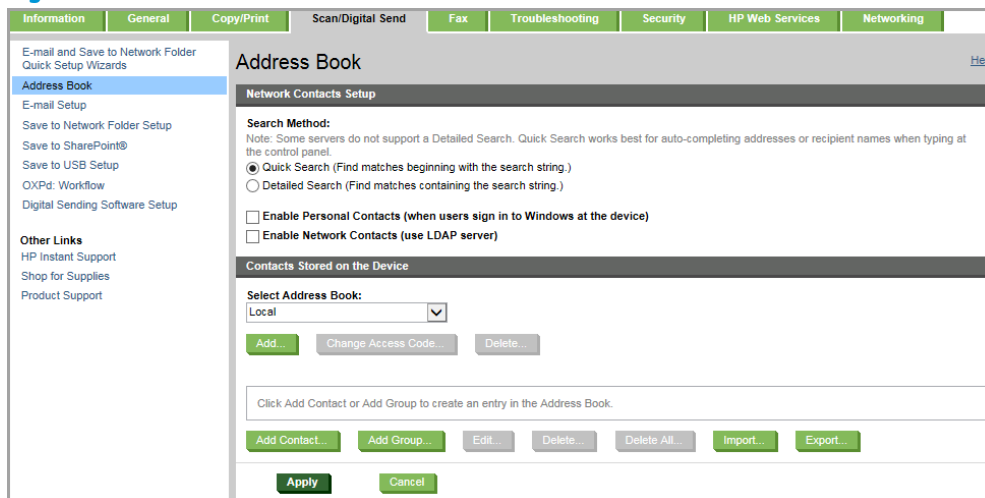 Information General Copy/Print Scan/Digital Send Fax Troubleshooting Security HP Web Services Networking
E-mail and Save to Network Folder
Quick Setup Wizards
Address Book
E-mail Setup
Save to Network Folder Setup
Save to SharePoint®
Save to USB Setup
OXPd: Workflow
Digital Sending Software Setup
Other Links
HP Instant Support
Shop for Supplies
Product Support
Address Book
He
Network Contacts Setup
Search Method:
Note: Some servers do not support a Detailed Search. Quick Search works best for auto-completing addresses or recipient names when typing at
the control panel.
Quick Search (Find matches beginning with the search string.)
Detailed Search (Find matches containing the search string.)
Enable Personal Contacts (when users sign in to Windows at the device)
Enable Network Contacts (use LDAP server)
Contacts Stored on the Device
Select Address Book:
Local
Add... Change Access Code... Delete...
Click Add Contact or Add Group to create an entry in the Address Book.
Add Contact... Add Group... Edit... Delete... Delete All... Import... Export...
Apply Cancel